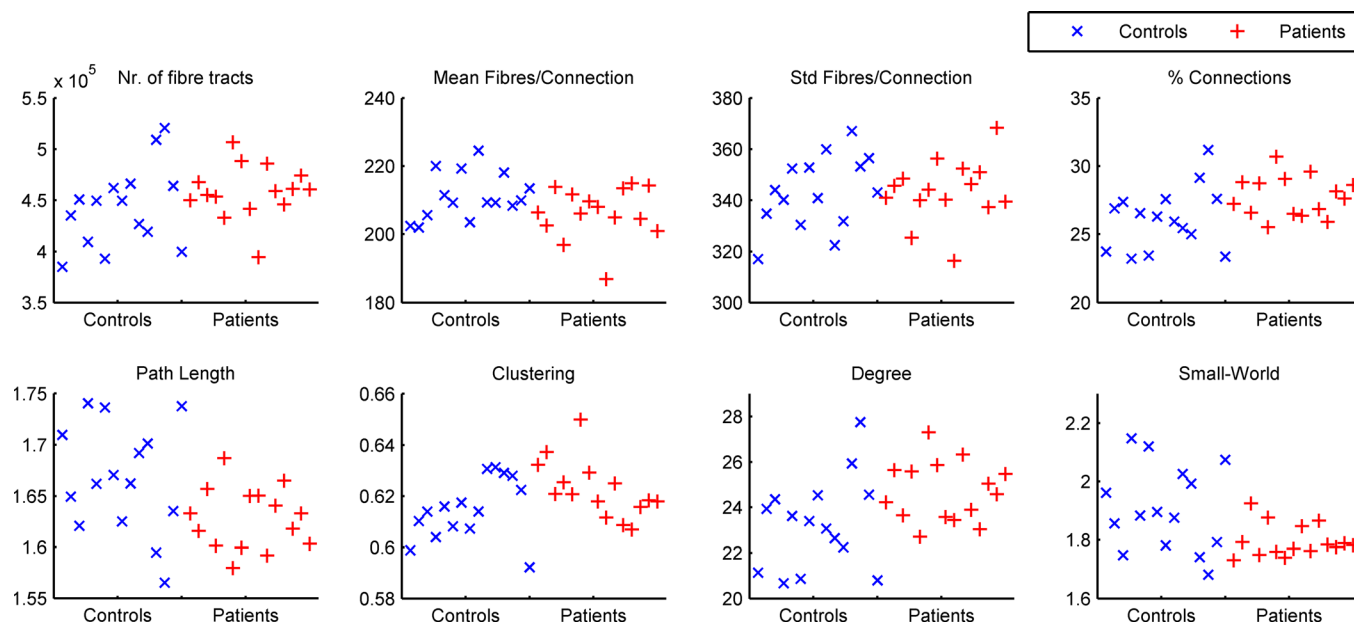 Controls
Patients
Nr. of fibre tracts
x 10^5
5.5
5
4.5
4
3.5
Controls
Patients
Mean Fibres/Connection
240
220
200
180
Controls
Patients
Std Fibres/Connection
380
360
340
320
300
Controls
Patients
% Connections
35
30
25
20
Controls
Patients
Path Length
1.75
1.7
1.65
1.6
1.55
Controls
Patients
Clustering
0.66
0.64
0.62
0.6
0.58
Controls
Patients
Degree
28
26
24
22
20
Controls
Patients
Small-World
2.2
2
1.8
1.6
Controls
Patients